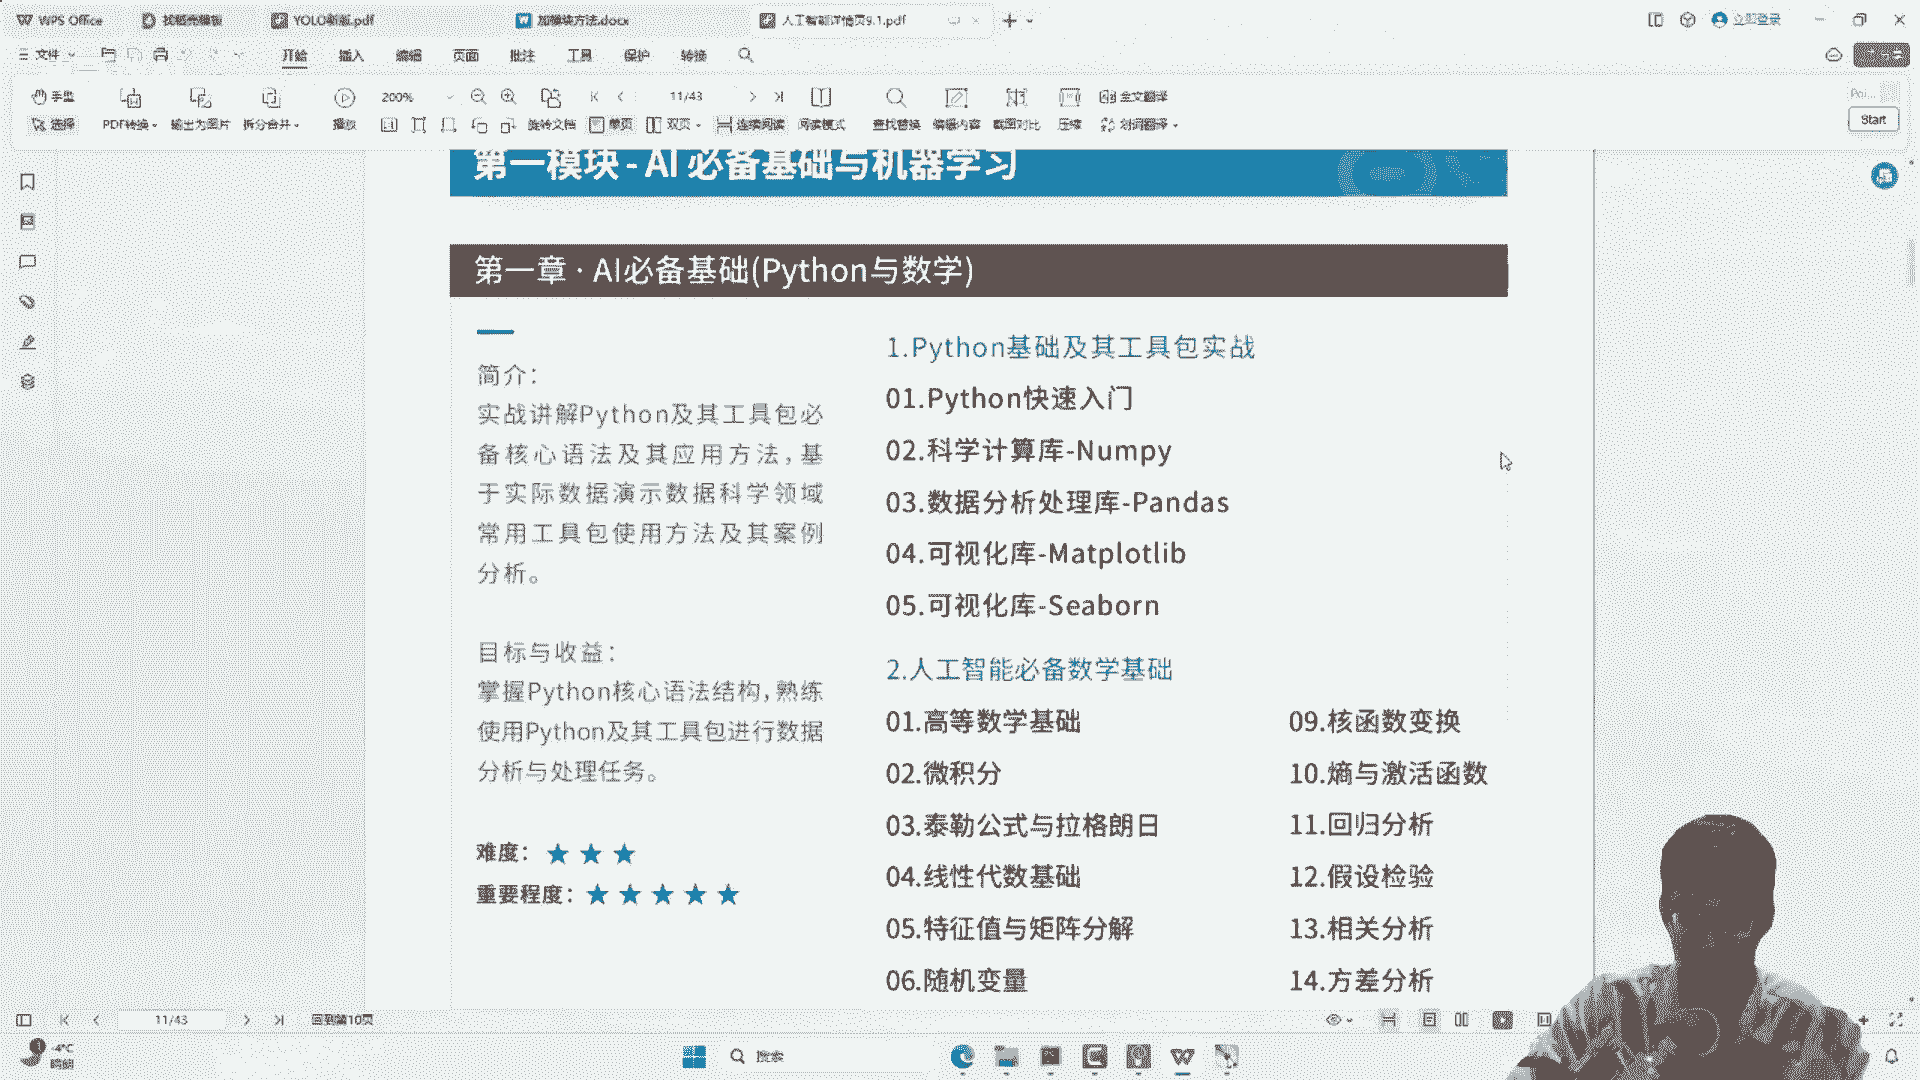 WPS Office
找稻壳模板
YOLO新版.pdf
加模块方法.docx
人工智能详情页9.1.pdf
立即登录
文件
开始
插入
编辑
页面
批注
工具
保护
转换
手型
选择
PDF转换
输出为图片
拆分合并
播放
200%
旋转文档
11/43
单页
双页
连续阅读
阅读模式
查找替换
编辑内容
截图对比
压缩
全文翻译
划词翻译
Start
第一模块 - AI 必备基础与机器学习
第一章 · AI必备基础(Python与数学)
简介：
实战讲解Python及其工具包必
备核心语法及其应用方法，基
于实际数据演示数据科学领域
常用工具包使用方法及其案例
分析。
目标与收益：
掌握Python核心语法结构，熟练
使用Python及其工具包进行数据
分析与处理任务。
难度：★ ★ ★
重要程度：★ ★ ★ ★ ★
1.Python基础及其工具包实战
01.Python快速入门
02.科学计算库-Numpy
03.数据分析处理库-Pandas
04.可视化库-Matplotlib
05.可视化库-Seaborn
2.人工智能必备数学基础
01.高等数学基础
02.微积分
03.泰勒公式与拉格朗日
04.线性代数基础
05.特征值与矩阵分解
06.随机变量
09.核函数变换
10.熵与激活函数
11.回归分析
12.假设检验
13.相关分析
14.方差分析
11/43
回到第10页
-4°C
晴朗
搜索